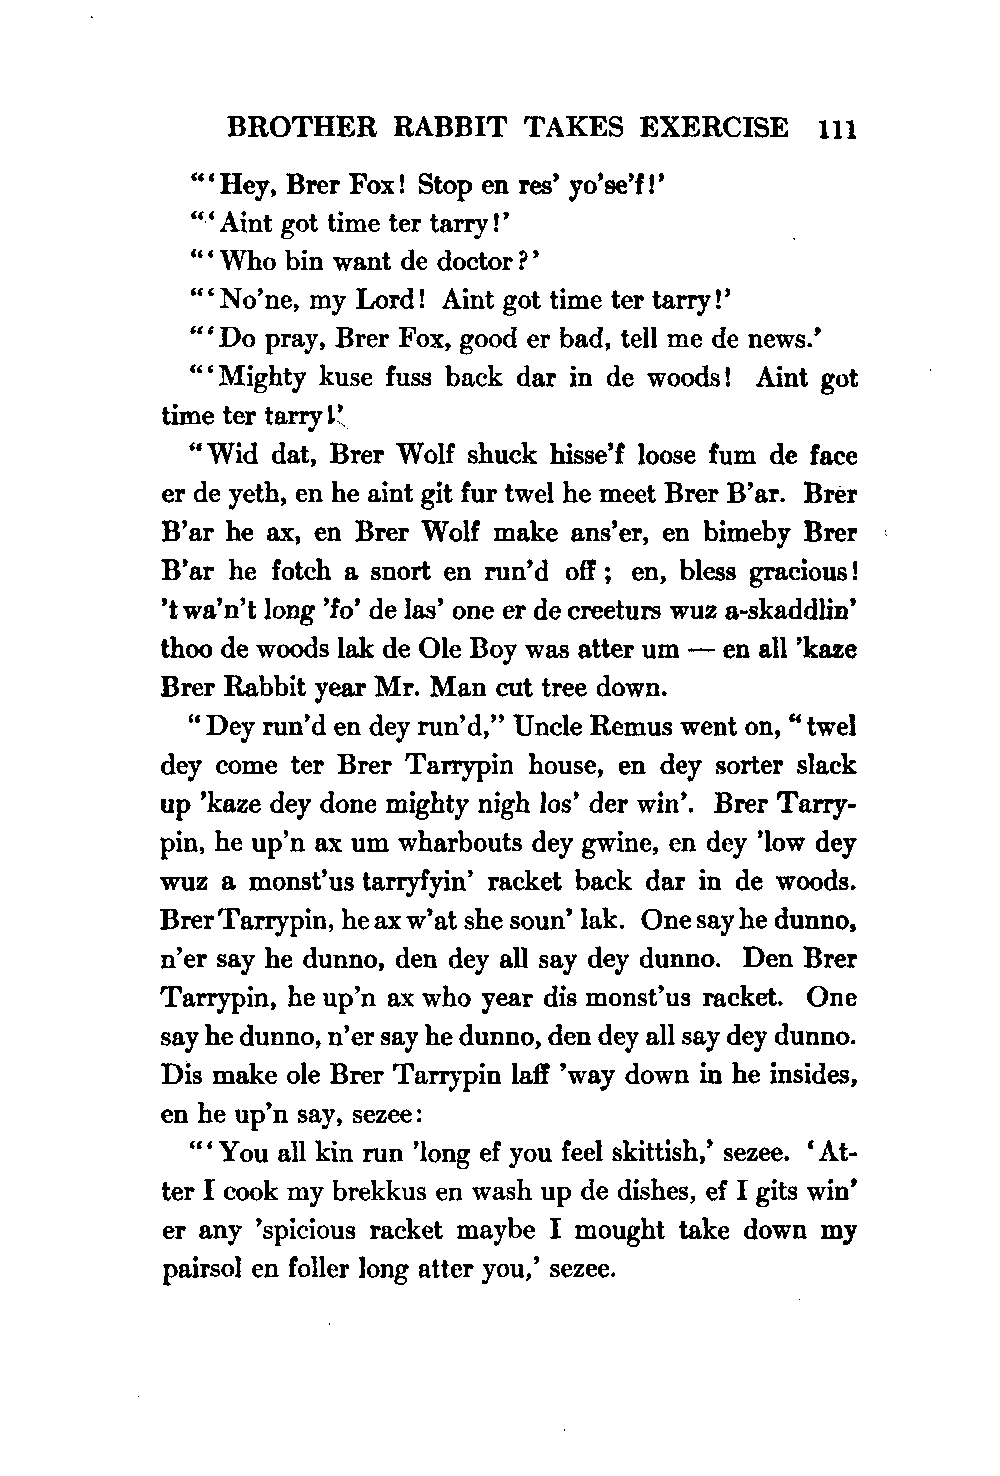 BROTHER RABBIT TAKES EXERCISE 111
"'Hey, Brer Fox! Stop en res' yo'se'f!'
"'Aint got time ter tarry!'
"'Who bin want de doctor?'
"'No'ne, my Lord! Aint got time ter tarry!'
"'Do pray, Brer Fox, good er bad, tell me de news.'
"'Mighty kuse fuss back dar in de woods! Aint got
time ter tarry!'
"Wid dat, Brer Wolf shuck hisse'f loose fum de face
er de yeth, en he aint git fur twel he meet Brer B'ar. Brer
B'ar he ax, en Brer Wolf make ans'er, en bimeby Brer
B'ar he fotch a snort en run'd off; en, bless gracious!
'twa'n't long 'fo' de las' one er de creeturs wuz a-skaddlin'
thoo de woods lak de Ole Boy was atter um — en all 'kaze
Brer Rabbit year Mr. Man cut tree down.
"Dey run'd en dey run'd," Uncle Remus went on, "twel
dey come ter Brer Tarrypin house, en dey sorter slack
up 'kaze dey done mighty nigh los' der win'. Brer Tarry-
pin, he up'n ax um wharbouts dey gwine, en dey 'low dey
wuz a monst'us tarryfyin' racket back dar in de woods.
Brer Tarrypin, he ax w'at she soun' lak. One say he dunno,
n'er say he dunno, den dey all say dey dunno. Den Brer
Tarrypin, he up'n ax who year dis monst'us racket. One
say he dunno, n'er say he dunno, den dey all say dey dunno.
Dis make ole Brer Tarrypin laff 'way down in he insides,
en he up'n say, sezee:
"'You all kin run 'long ef you feel skittish,' sezee. 'At-
ter I cook my brekkus en wash up de dishes, ef I gits win'
er any 'spicious racket maybe I mought take down my
pairsol en foller long atter you,' sezee.